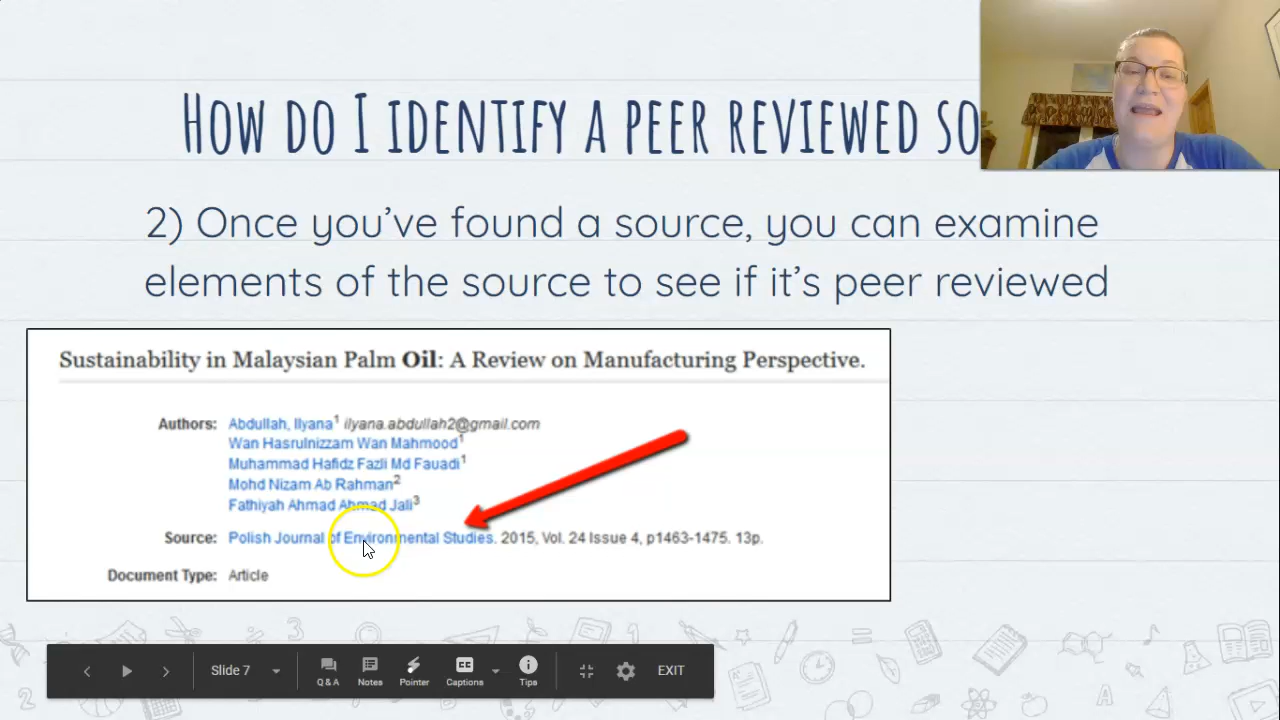 How do I identify a peer reviewed so
2) Once you've found a source, you can examine
elements of the source to see if it's peer reviewed
Sustainability in Malaysian Palm Oil: A Review on Manufacturing Perspective.
Authors: Abdullah, Ilyana1 ilyana.abdullah2@gmail.com
Wan Hasrulnizzam Wan Mahmood1
Muhammad Hafidz Fazli Md Fauadi1
Mohd Nizam Ab Rahman2
Fathiyah Ahmad Ahmad Jali3
Source: Polish Journal of Environmental Studies. 2015, Vol. 24 Issue 4, p1463-1475. 13p.
Document Type: Article
Slide 7
Q & A
Notes
Pointer
CC
Captions
Tips
EXIT